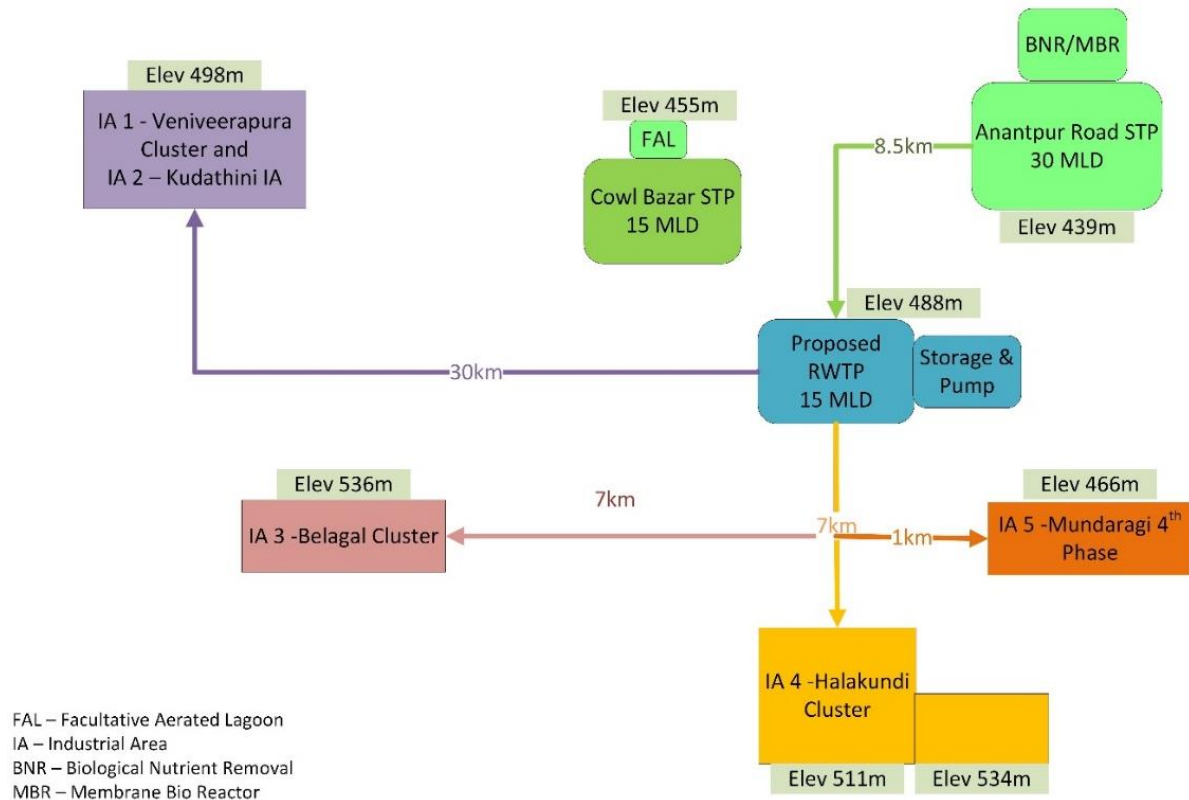 BNR/MBR
Elev 498m
IA 1 - Veniveerapura
Cluster and
IA 2 – Kudathini IA
Elev 455m
FAL
Cowl Bazar STP
15 MLD
8.5km
Anantpur Road STP
30 MLD
Elev 439m
Elev 488m
Proposed
RWTP
15 MLD
Storage &
Pump
30km
Elev 536m
IA 3 -Belagal Cluster
7km
7km
1km
Elev 466m
IA 5 -Mundaragi 4th
Phase
IA 4 -Halakundi
Cluster
Elev 511m
Elev 534m
FAL – Facultative Aerated Lagoon
IA – Industrial Area
BNR – Biological Nutrient Removal
MBR – Membrane Bio Reactor